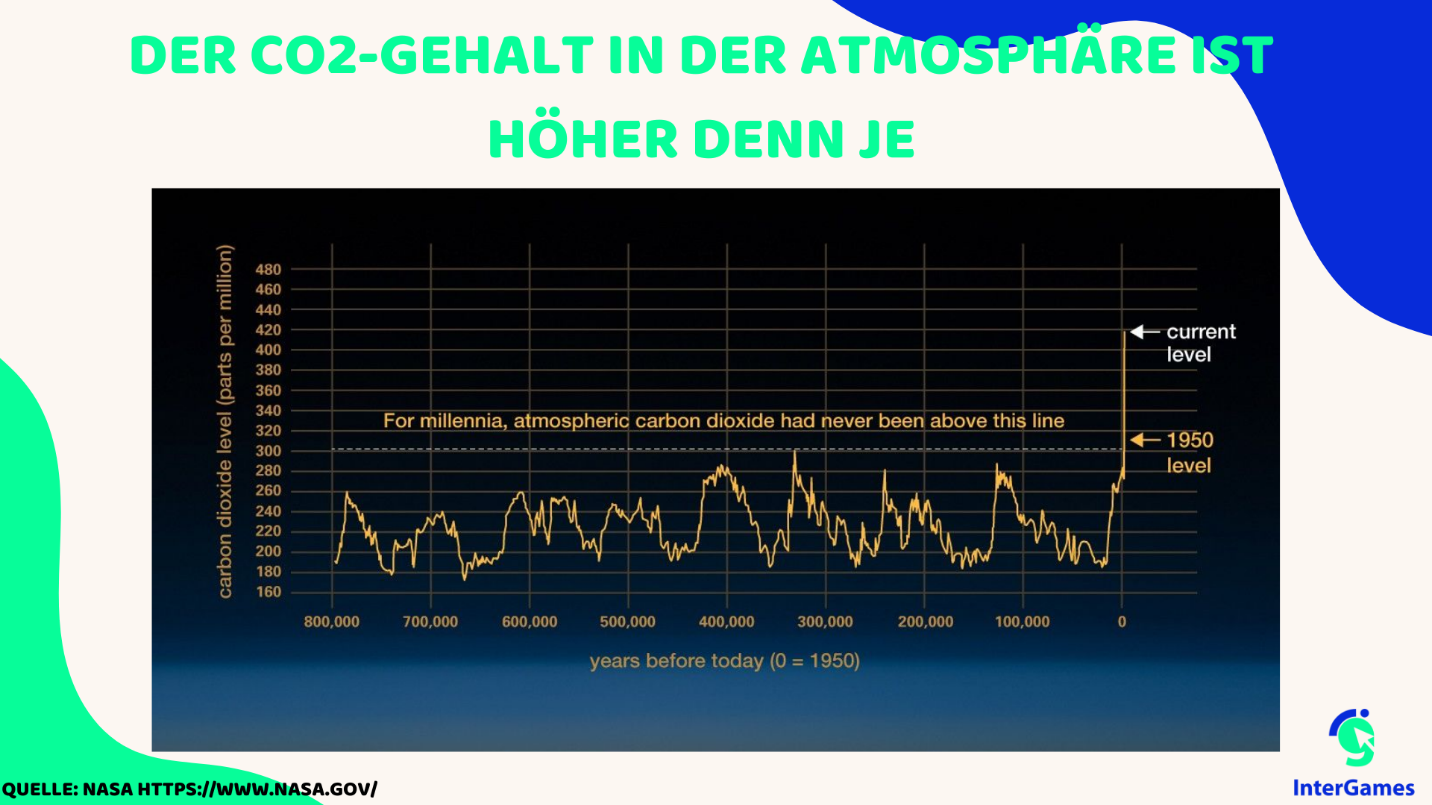 DER CO2-GEHALT IN DER ATMOSPHÄRE IST
HÖHER DENN JE
carbon dioxide level (parts per million)
480
460
440
420
400
380
360
340
320
300
280
260
240
220
200
180
160
For millennia, atmospheric carbon dioxide had never been above this line
current
level
1950
level
800,000 700,000 600,000 500,000 400,000 300,000 200,000 100,000 0
years before today (0 = 1950)
QUELLE: NASA HTTPS://WWW.NASA.GOV/
InterGames